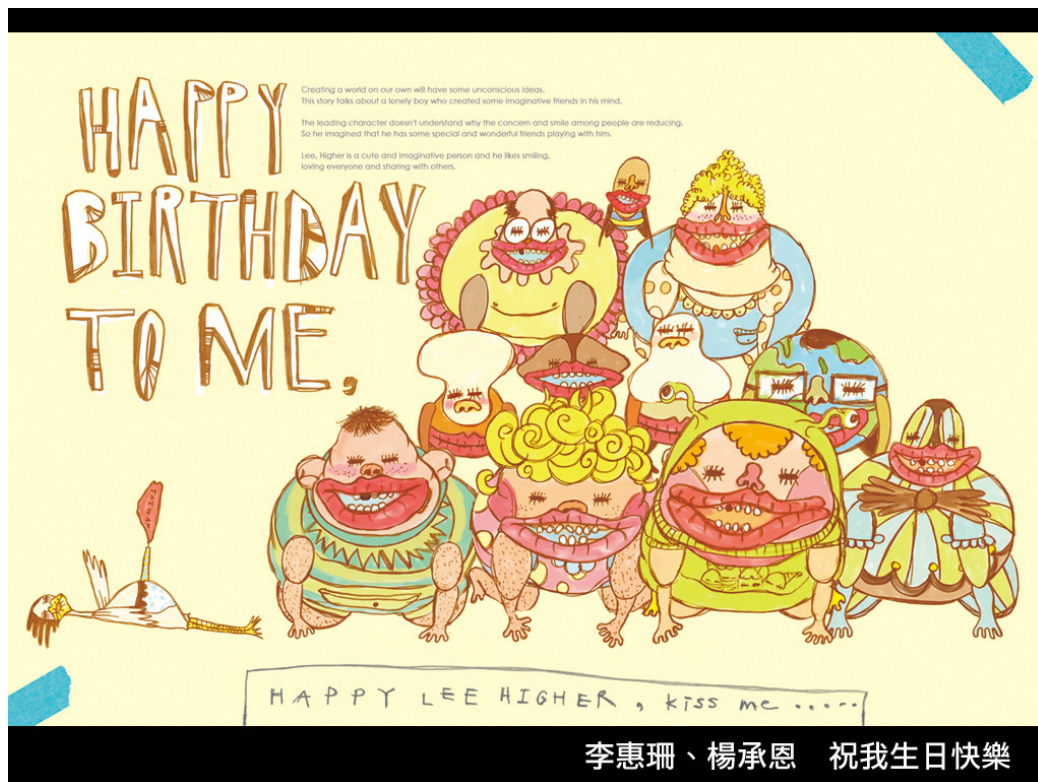 HAPPY
BIRTHDAY
TO ME,
Creating a world on our own will have some unconscious ideas.
This story talks about a lonely boy who created some imaginative friends in his mind.
The leading character doesn't understand why the concern and smile among people are reducing.
So he imagined that he has some special and wonderful friends playing with him.
Lee, Higher is a cute and imaginative person and he likes smiling,
loving everyone and sharing with others.
HAPPY LEE HIGHER, kiss me .....
李惠珊、楊承恩 祝我生日快樂